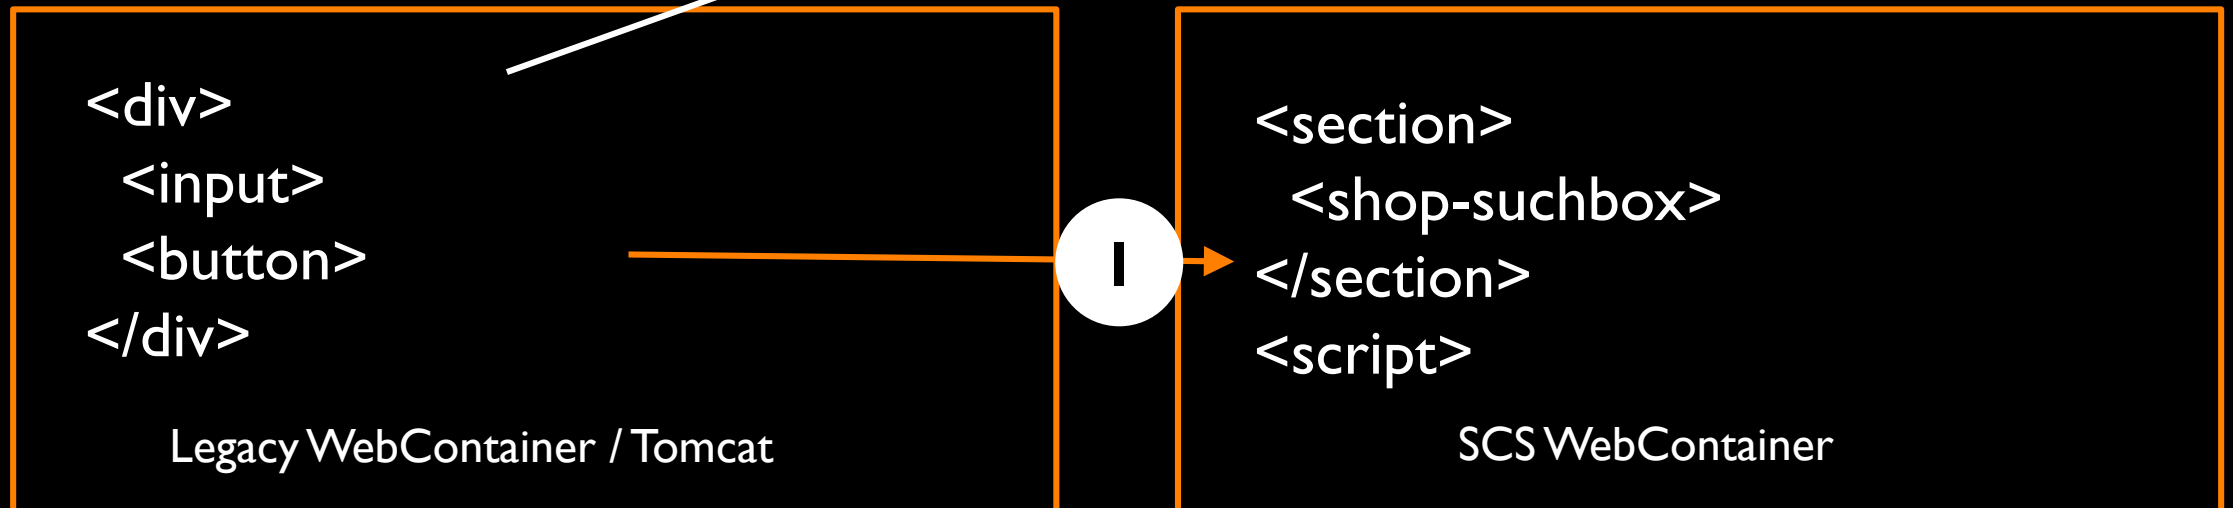 <div>
<input>
<button>
</div>
Legacy WebContainer / Tomcat
1
<section>
<shop-suchbox>
</section>
<script>
SCS WebContainer